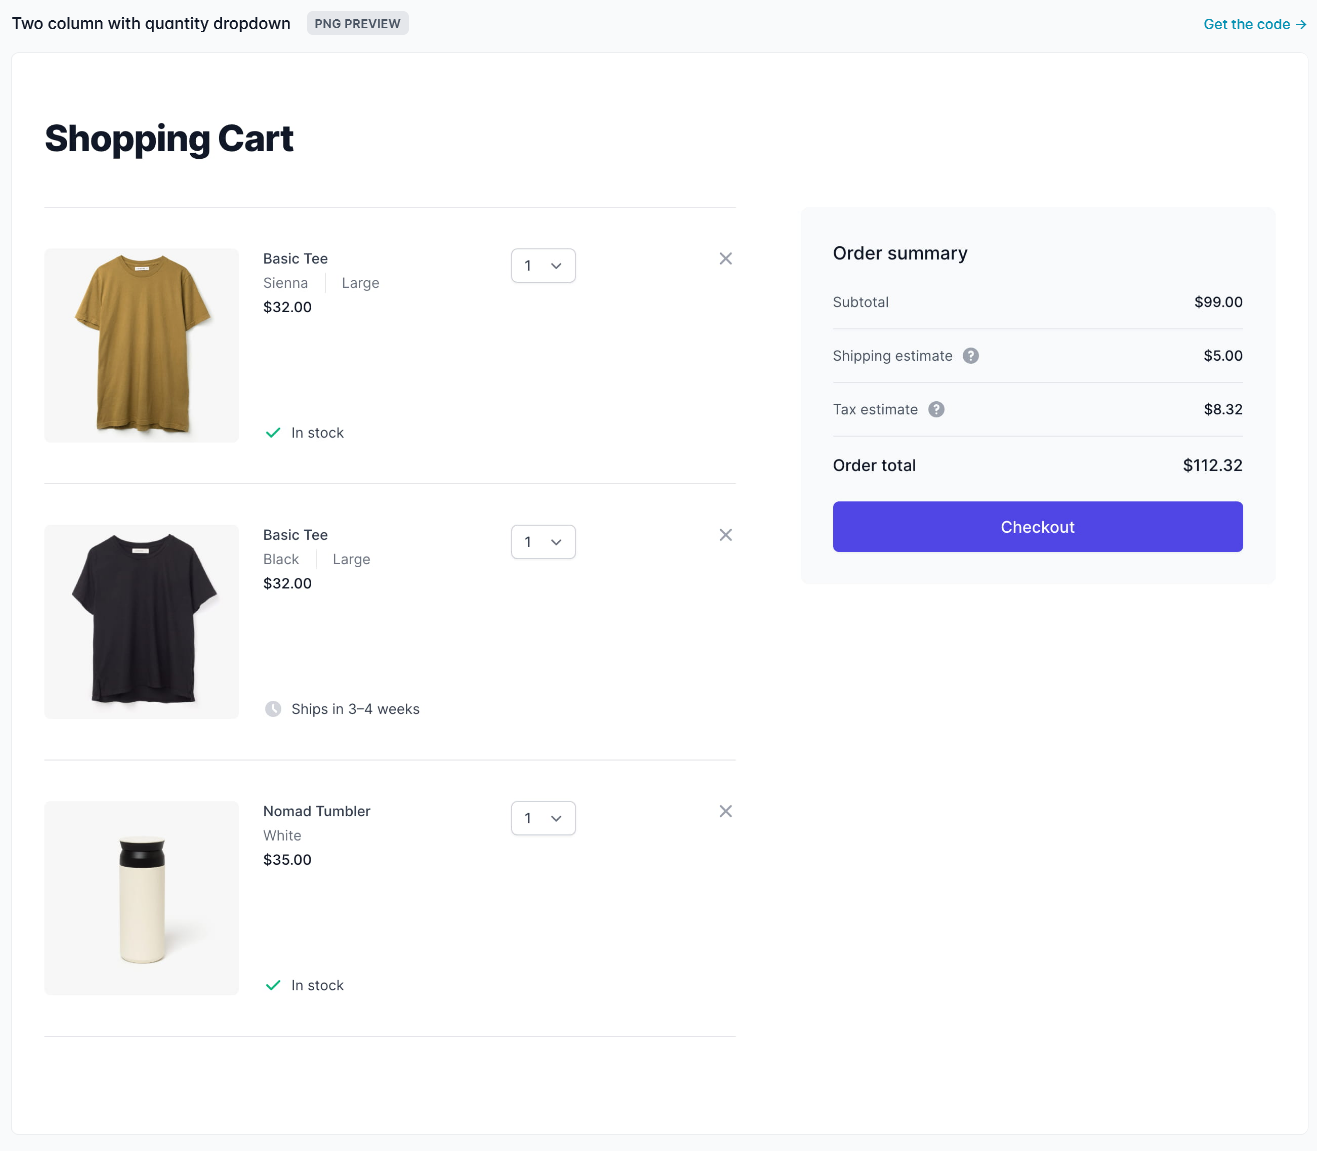 Two column with quantity dropdown PNG PREVIEW Get the code →
Shopping Cart
Basic Tee
Sienna Large
$32.00
1
In stock
Basic Tee
Black Large
$32.00
1
Ships in 3–4 weeks
Nomad Tumbler
White
$35.00
1
In stock
Order summary
Subtotal $99.00
Shipping estimate ? $5.00
Tax estimate ? $8.32
Order total $112.32
Checkout